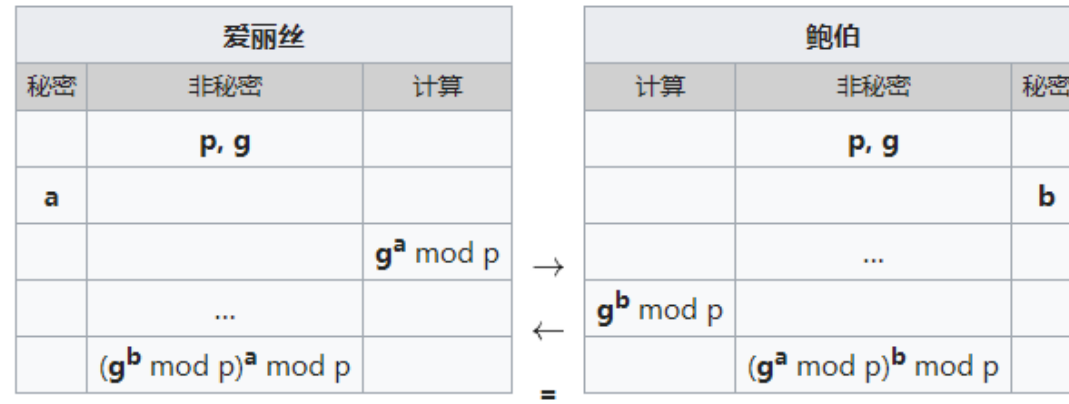 爱丽丝 鲍伯
秘密 非秘密 计算 计算 非秘密 秘密
p, g p, g
a b
gᵃ mod p → ...
... ← gᵇ mod p
(gᵇ mod p)ᵃ mod p = (gᵃ mod p)ᵇ mod p